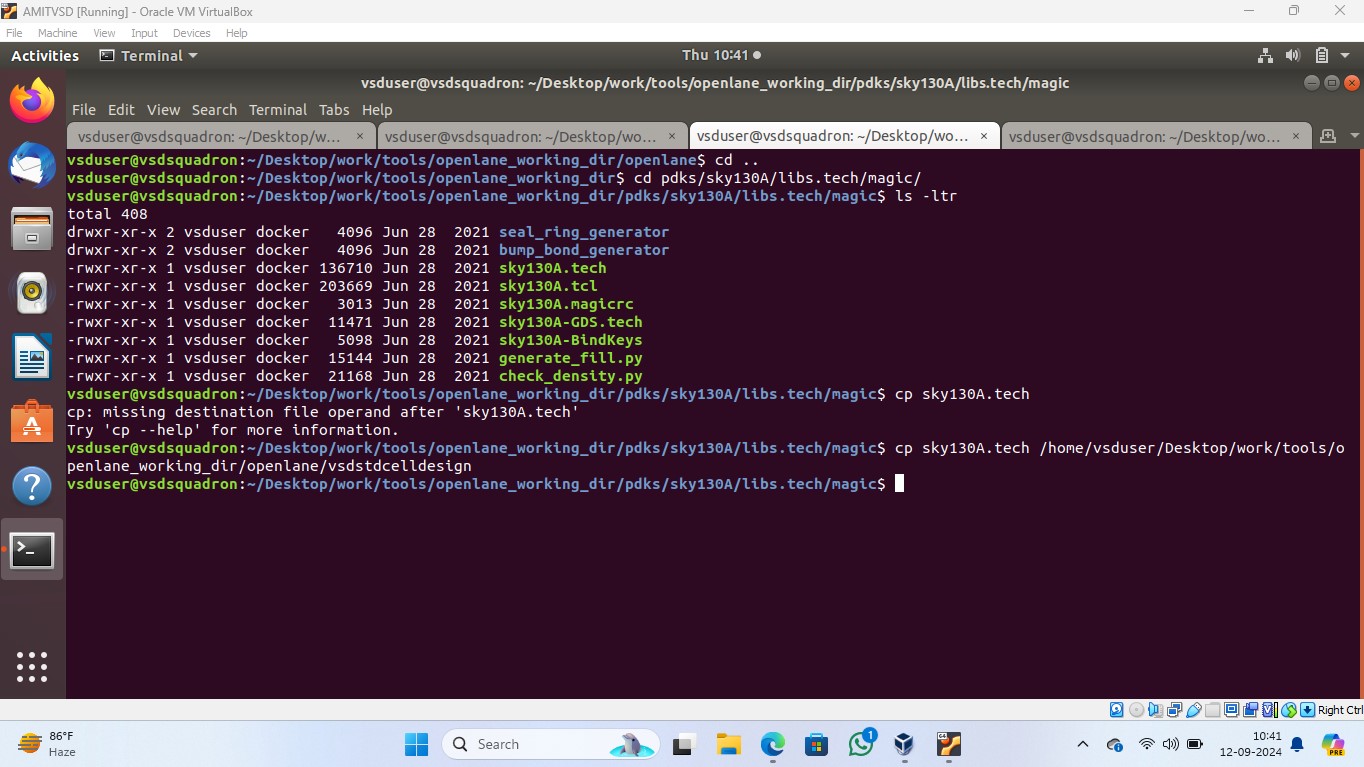 AMITVSD [Running] - Oracle VM VirtualBox
File Machine View Input Devices Help
Activities Terminal Thu 10:41
vsduser@vsdsquadron: ~/Desktop/work/tools/openlane_working_dir/pdks/sky130A/libs.tech/magic
File Edit View Search Terminal Tabs Help
vsduser@vsdsquadron: ~/Desktop/w... × vsduser@vsdsquadron: ~/Desktop/wo... × vsduser@vsdsquadron: ~/Desktop/wo... × vsduser@vsdsquadron: ~/Desktop/wo... ×
vsduser@vsdsquadron:~/Desktop/work/tools/openlane_working_dir/openlane$ cd ..
vsduser@vsdsquadron:~/Desktop/work/tools/openlane_working_dir$ cd pdks/sky130A/libs.tech/magic/
vsduser@vsdsquadron:~/Desktop/work/tools/openlane_working_dir/pdks/sky130A/libs.tech/magic$ ls -ltr
total 408
drwxr-xr-x 2 vsduser docker   4096 Jun 28  2021 seal_ring_generator
drwxr-xr-x 2 vsduser docker   4096 Jun 28  2021 bump_bond_generator
-rwxr-xr-x 1 vsduser docker 136710 Jun 28  2021 sky130A.tech
-rwxr-xr-x 1 vsduser docker 203669 Jun 28  2021 sky130A.tcl
-rwxr-xr-x 1 vsduser docker   3013 Jun 28  2021 sky130A.magicrc
-rwxr-xr-x 1 vsduser docker  11471 Jun 28  2021 sky130A-GDS.tech
-rwxr-xr-x 1 vsduser docker   5098 Jun 28  2021 sky130A-BindKeys
-rwxr-xr-x 1 vsduser docker  15144 Jun 28  2021 generate_fill.py
-rwxr-xr-x 1 vsduser docker  21168 Jun 28  2021 check_density.py
vsduser@vsdsquadron:~/Desktop/work/tools/openlane_working_dir/pdks/sky130A/libs.tech/magic$ cp sky130A.tech
cp: missing destination file operand after 'sky130A.tech'
Try 'cp --help' for more information.
vsduser@vsdsquadron:~/Desktop/work/tools/openlane_working_dir/pdks/sky130A/libs.tech/magic$ cp sky130A.tech /home/vsduser/Desktop/work/tools/o
penlane_working_dir/openlane/vsdstdcelldesign
vsduser@vsdsquadron:~/Desktop/work/tools/openlane_working_dir/pdks/sky130A/libs.tech/magic$
Right Ctrl
86°F
Haze
Search
1
64
10:41
12-09-2024
PRE